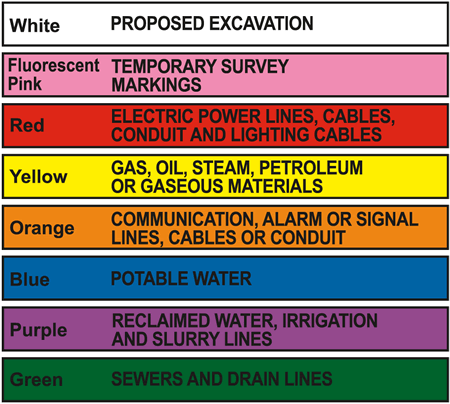 White PROPOSED EXCAVATION
Fluorescent Pink TEMPORARY SURVEY
MARKINGS
Red ELECTRIC POWER LINES, CABLES,
CONDUIT AND LIGHTING CABLES
Yellow GAS, OIL, STEAM, PETROLEUM
OR GASEOUS MATERIALS
Orange COMMUNICATION, ALARM OR SIGNAL
LINES, CABLES OR CONDUIT
Blue POTABLE WATER
Purple RECLAIMED WATER, IRRIGATION
AND SLURRY LINES
Green SEWERS AND DRAIN LINES